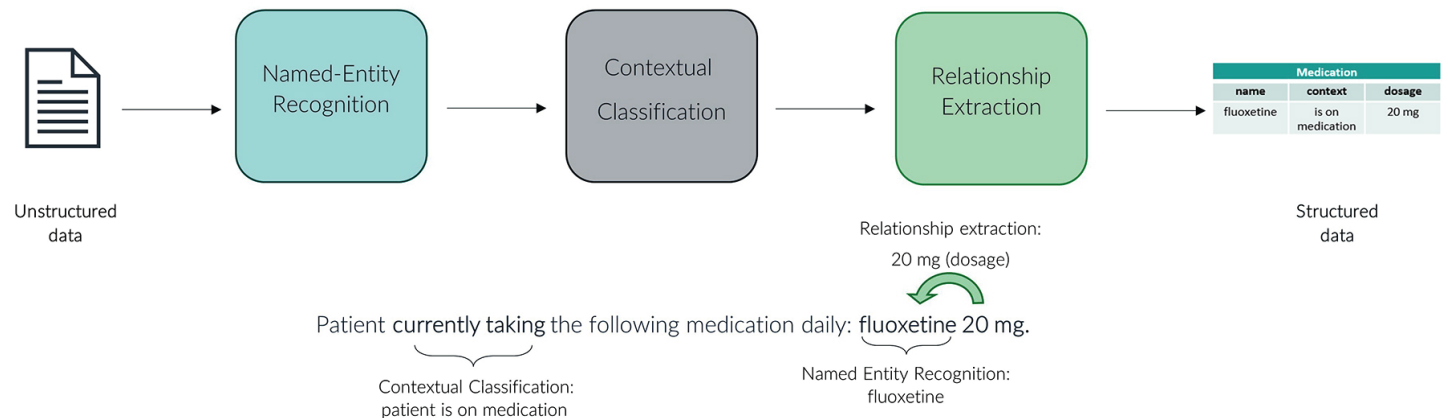 Named-Entity
Recognition
Contextual
Classification
Relationship
Extraction
Medication
name context dosage
fluoxetine is on 20 mg
medication
Unstructured
data
Structured
data
Relationship extraction:
20 mg (dosage)
Patient currently taking the following medication daily: fluoxetine 20 mg.
Contextual Classification:
patient is on medication
Named Entity Recognition:
fluoxetine